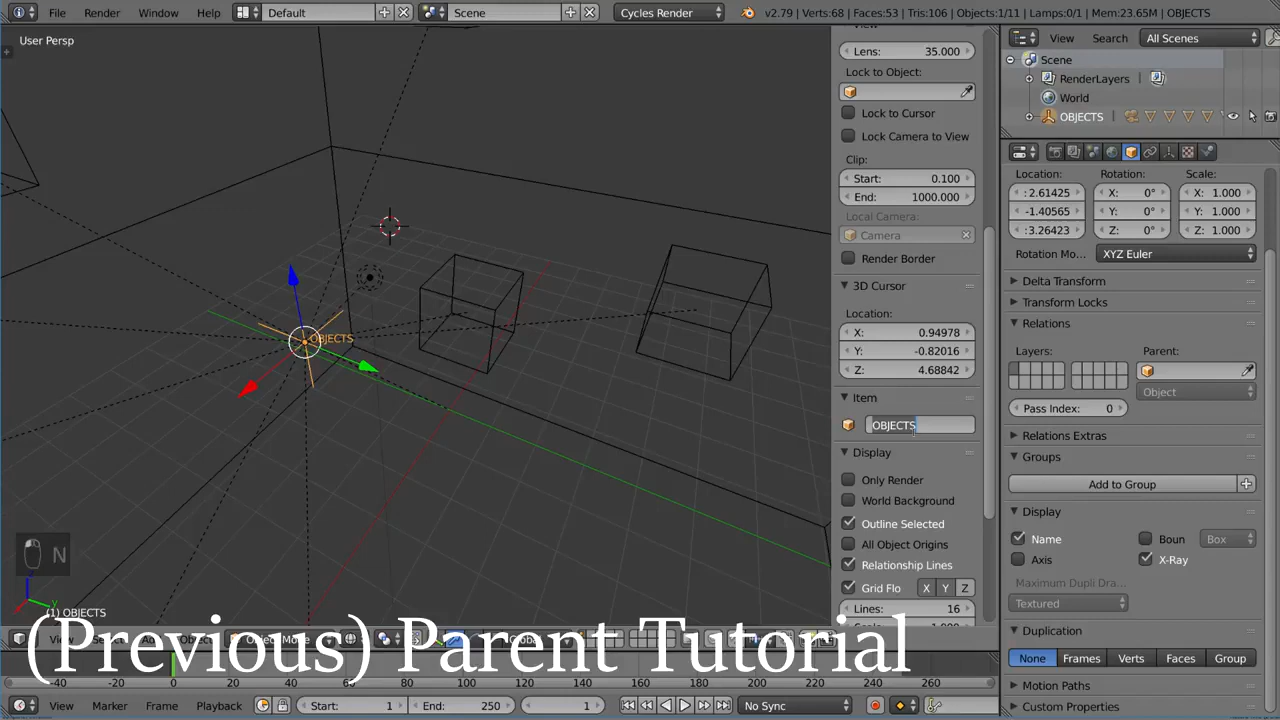 File Render Window Help Default Scene Cycles Render v2.79 | Verts:68 | Faces:53 | Tris:106 | Objects:1/11 | Lamps:0/1 | Mem:23.65M | OBJECTS
User Persp
Lens: 35.000
Lock to Object:
Lock to Cursor
Lock Camera to View
Clip:
Start: 0.100
End: 1000.000
Local Camera:
Camera
Render Border
3D Cursor
Location:
X: 0.94978
Y: -0.82016
Z: 4.68842
Item
OBJECTS
Display
Only Render
World Background
Outline Selected
All Object Origins
Relationship Lines
Grid Flo X Y Z
Lines: 16
OBJECTS
N
(1) OBJECTS
View Search All Scenes
Scene
RenderLayers
World
OBJECTS
Location: Rotation: Scale:
: 2.61425 X: 0° X: 1.000
-1.40565 Y: 0° Y: 1.000
: 3.26423 Z: 0° Z: 1.000
Rotation Mo... XYZ Euler
Delta Transform
Transform Locks
Relations
Layers: Parent:
Object
Pass Index: 0
Relations Extras
Groups
Add to Group
Display
Name Boun Box
Axis X-Ray
Maximum Dupli Dra...
Textured
Duplication
None Frames Verts Faces Group
Motion Paths
Custom Properties
(Previous) Parent Tutorial
-40 -20 0 20 40 60 80 100 120 140 160 180 200 220 240 260
View Marker Frame Playback Start: 1 End: 250 1 No Sync